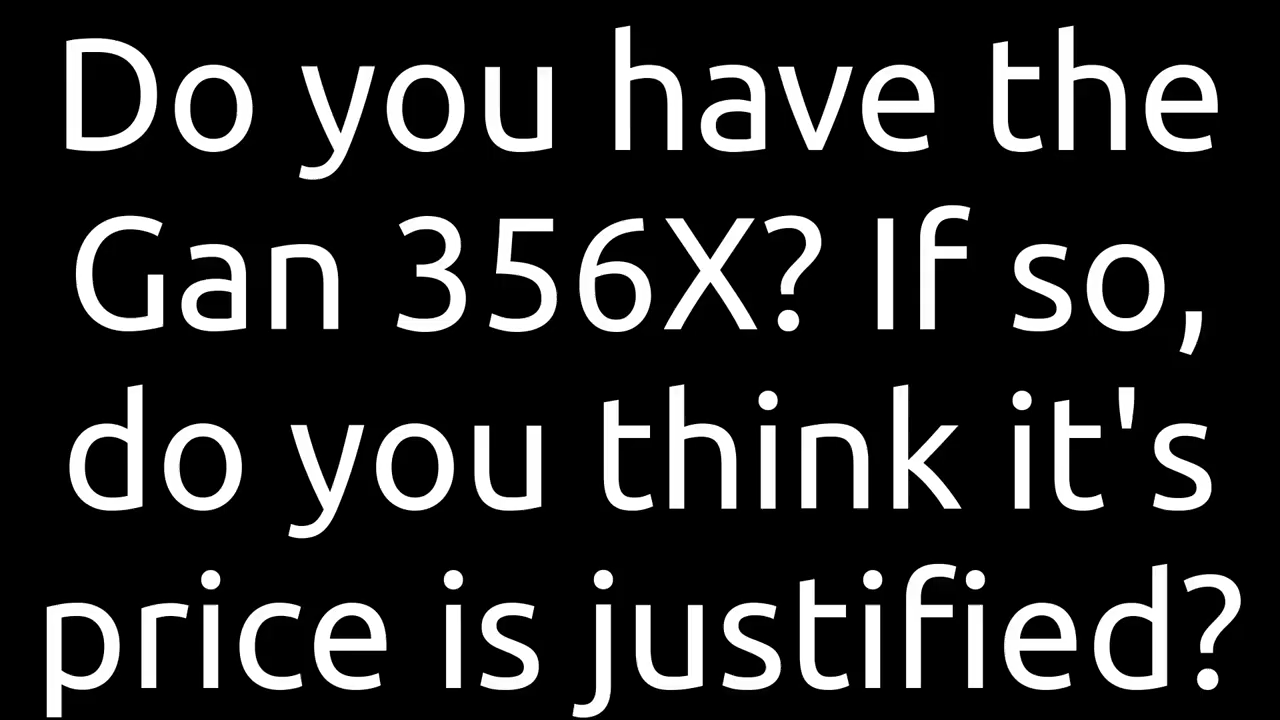 Do you have the
Gan 356X? If so,
do you think it's
price is justified?